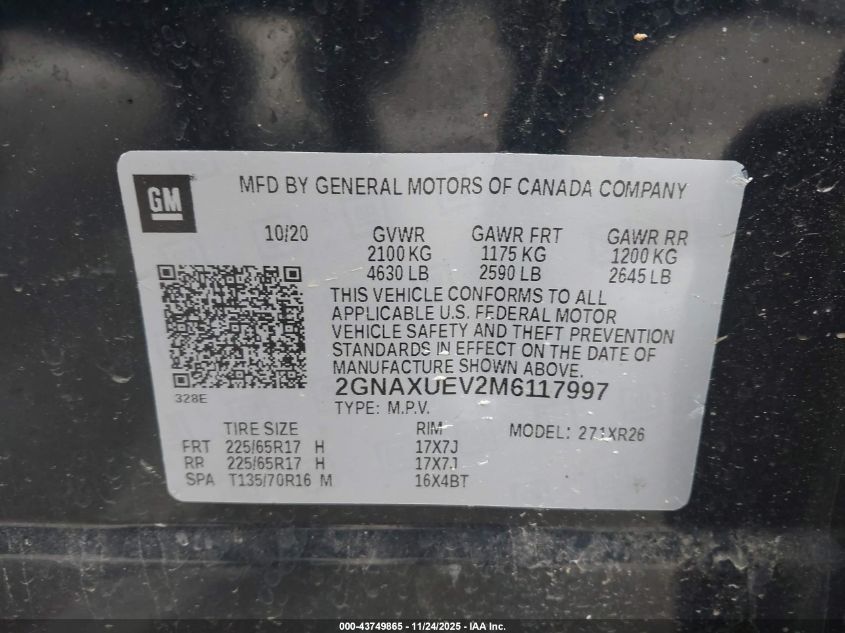 GM
MFD BY GENERAL MOTORS OF CANADA COMPANY
10/20 GVWR GAWR FRT GAWR RR
2100 KG 1175 KG 1200 KG
4630 LB 2590 LB 2645 LB
THIS VEHICLE CONFORMS TO ALL
APPLICABLE U.S. FEDERAL MOTOR
VEHICLE SAFETY AND THEFT PREVENTION
STANDARDS IN EFFECT ON THE DATE OF
MANUFACTURE SHOWN ABOVE.
328E
2GNAXUEV2M6117997
TYPE: M.P.V.
TIRE SIZE RIM MODEL: 271XR26
FRT 225/65R17 H 17X7J
RR 225/65R17 H 17X7J
SPA T135/70R16 M 16X4BT
000-43749865 - 11/24/2025 - IAA Inc.